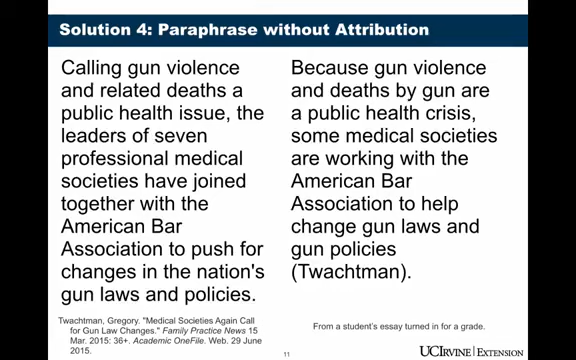 Solution 4: Paraphrase without Attribution
Calling gun violence
and related deaths a
public health issue, the
leaders of seven
professional medical
societies have joined
together with the
American Bar
Association to push for
changes in the nation's
gun laws and policies.
Twachtman, Gregory. "Medical Societies Again Call
for Gun Law Changes." Family Practice News 15
Mar. 2015: 36+. Academic OneFile. Web. 29 June
2015.
Because gun violence
and deaths by gun are
a public health crisis,
some medical societies
are working with the
American Bar
Association to help
change gun laws and
gun policies
(Twachtman).
From a student's essay turned in for a grade.
11
UCIrvine | Extension